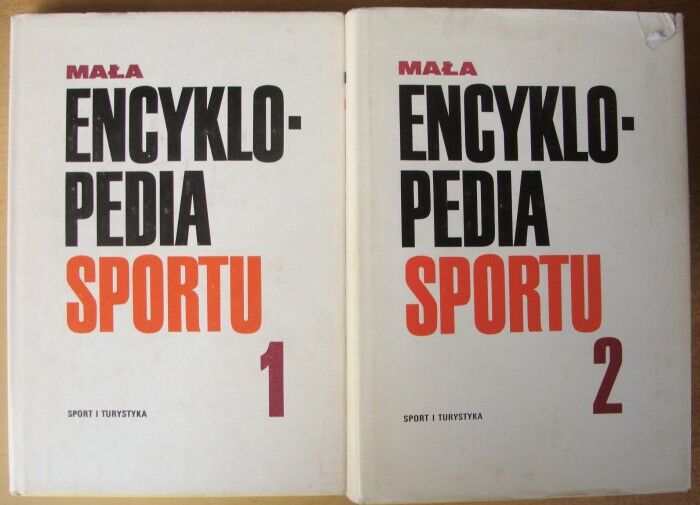 MAŁA
ENCYKLO-
PEDIA
SPORTU
1
SPORT I TURYSTYKA
MAŁA
ENCYKLO-
PEDIA
SPORTU
2
SPORT I TURYSTYKA